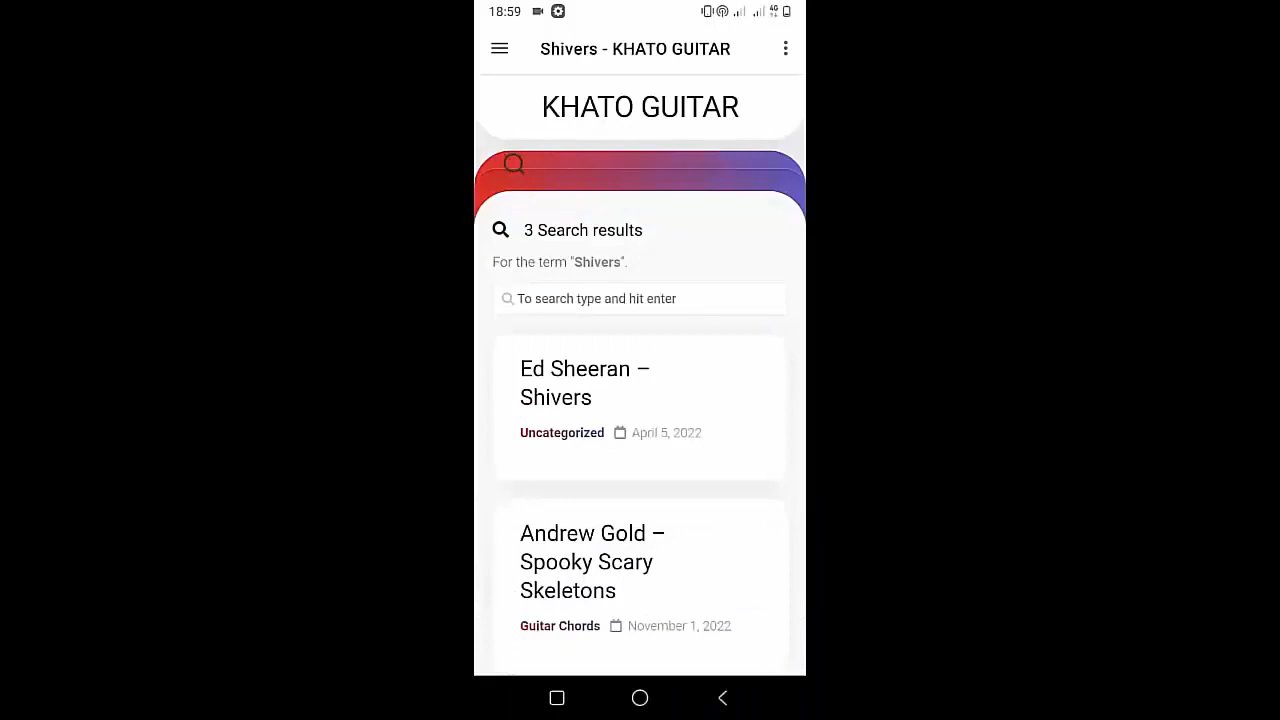 18:59
4G
Shivers - KHATO GUITAR
KHATO GUITAR
3 Search results
For the term "Shivers".
To search type and hit enter
Ed Sheeran –
Shivers
Uncategorized April 5, 2022
Andrew Gold –
Spooky Scary
Skeletons
Guitar Chords November 1, 2022